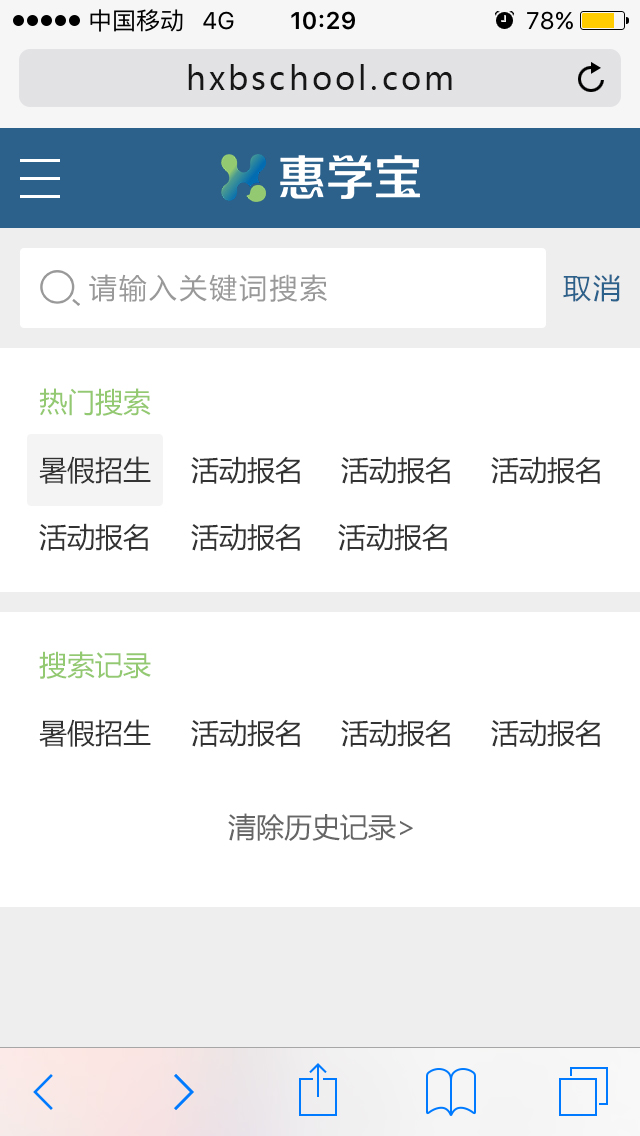 中国移动 4G 10:29 78%
hxbschool.com
惠学宝
请输入关键词搜索 取消
热门搜索
暑假招生 活动报名 活动报名 活动报名
活动报名 活动报名 活动报名
搜索记录
暑假招生 活动报名 活动报名 活动报名
清除历史记录>